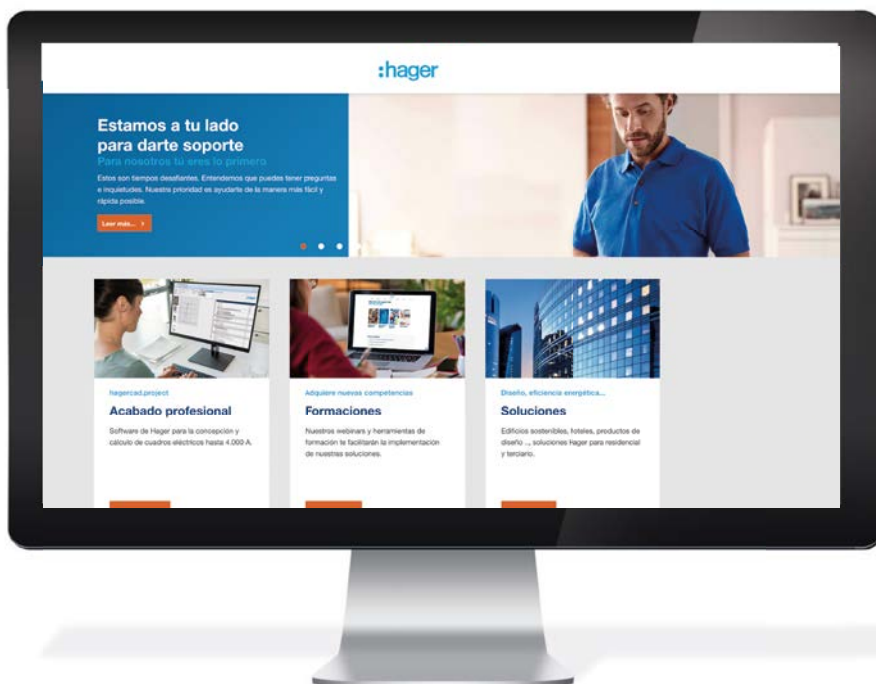 :hager
Estamos a tu lado
para darte soporte
Para nosotros tú eres lo primero
Estos son tiempos desafiantes. Entendemos que puedes tener preguntas
e inquietudes. Nuestra prioridad es ayudarte de la manera más fácil y
rápida posible.
Leer más... >
hagercad.project
Acabado profesional
Software de Hager para la concepción y
cálculo de cuadros eléctricos hasta 4.000 A.
Adquiere nuevas competencias
Formaciones
Nuestros webinars y herramientas de
formación te facilitarán la implementación
de nuestras soluciones.
Diseño, eficiencia energética...
Soluciones
Edificios sostenibles, hoteles, productos de
diseño ..., soluciones Hager para residencial
y terciario.